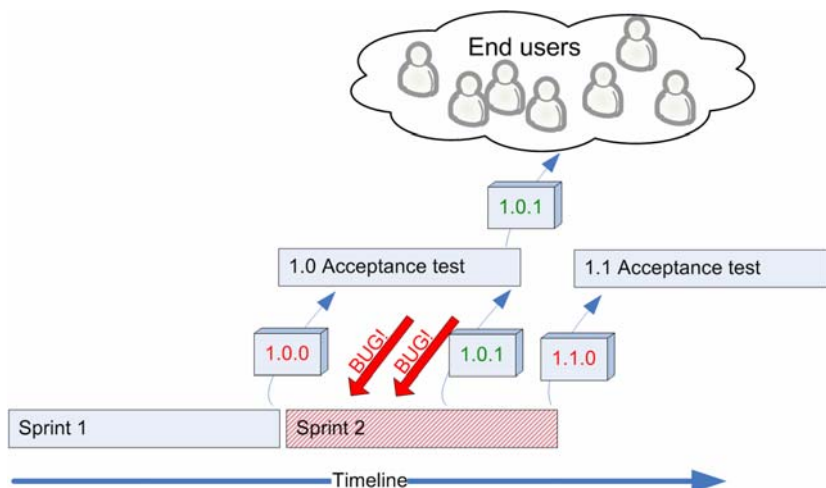 End users
1.0.1
1.0 Acceptance test
1.1 Acceptance test
1.0.0
BUG!
BUG!
1.0.1
1.1.0
Sprint 1
Sprint 2
Timeline